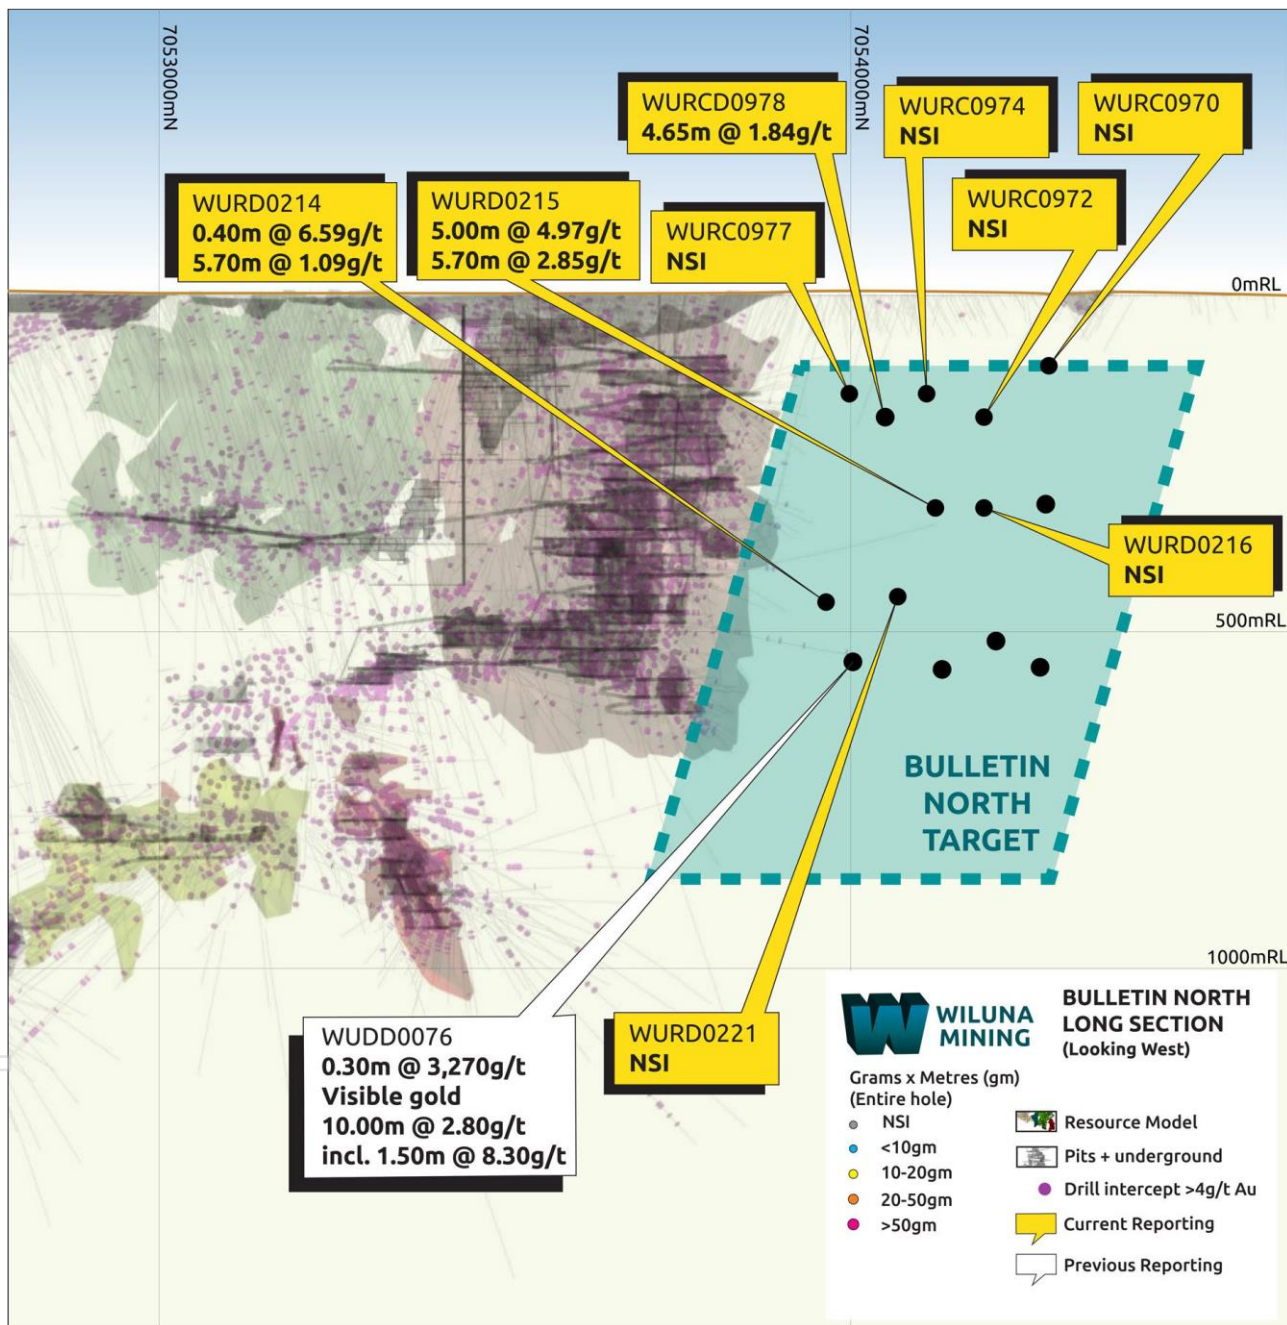 7053000mN
7054000mN
WURCD0978
4.65m @ 1.84g/t
WURC0974
NSI
WURC0970
NSI
WURD0214
0.40m @ 6.59g/t
5.70m @ 1.09g/t
WURD0215
5.00m @ 4.97g/t
5.70m @ 2.85g/t
WURC0977
NSI
WURC0972
NSI
0mRL
WURD0216
NSI
500mRL
BULLETIN
NORTH
TARGET
1000mRL
WUDD0076
0.30m @ 3,270g/t
Visible gold
10.00m @ 2.80g/t
incl. 1.50m @ 8.30g/t
WURD0221
NSI
WILUNA
MINING
BULLETIN NORTH
LONG SECTION
(Looking West)
Grams x Metres (gm)
(Entire hole)
NSI
<10gm
10-20gm
20-50gm
>50gm
Resource Model
Pits + underground
Drill intercept >4g/t Au
Current Reporting
Previous Reporting